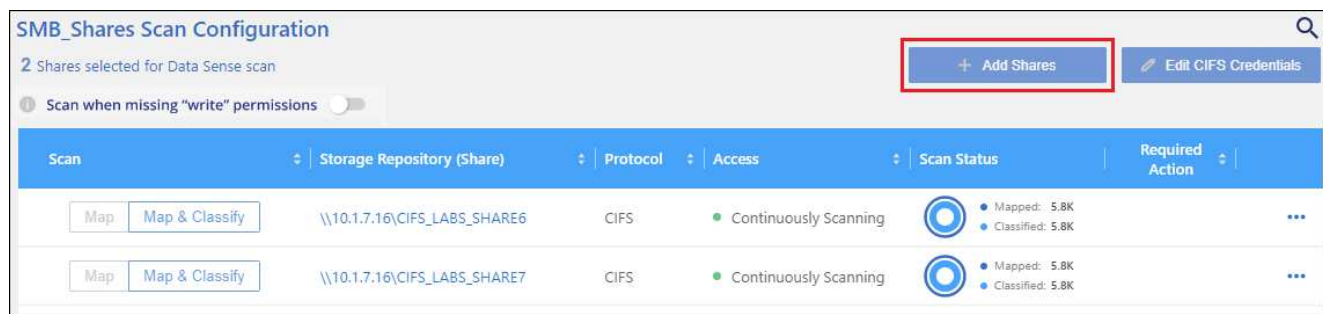 SMB_Shares Scan Configuration
2 Shares selected for Data Sense scan
+ Add Shares
Edit CIFS Credentials
Scan when missing "write" permissions
Scan Storage Repository (Share) Protocol Access Scan Status Required Action
Map Map & Classify \\10.1.7.16\CIFS_LABS_SHARE6 CIFS Continuously Scanning Mapped: 5.8K
Classified: 5.8K
Map Map & Classify \\10.1.7.16\CIFS_LABS_SHARE7 CIFS Continuously Scanning Mapped: 5.8K
Classified: 5.8K